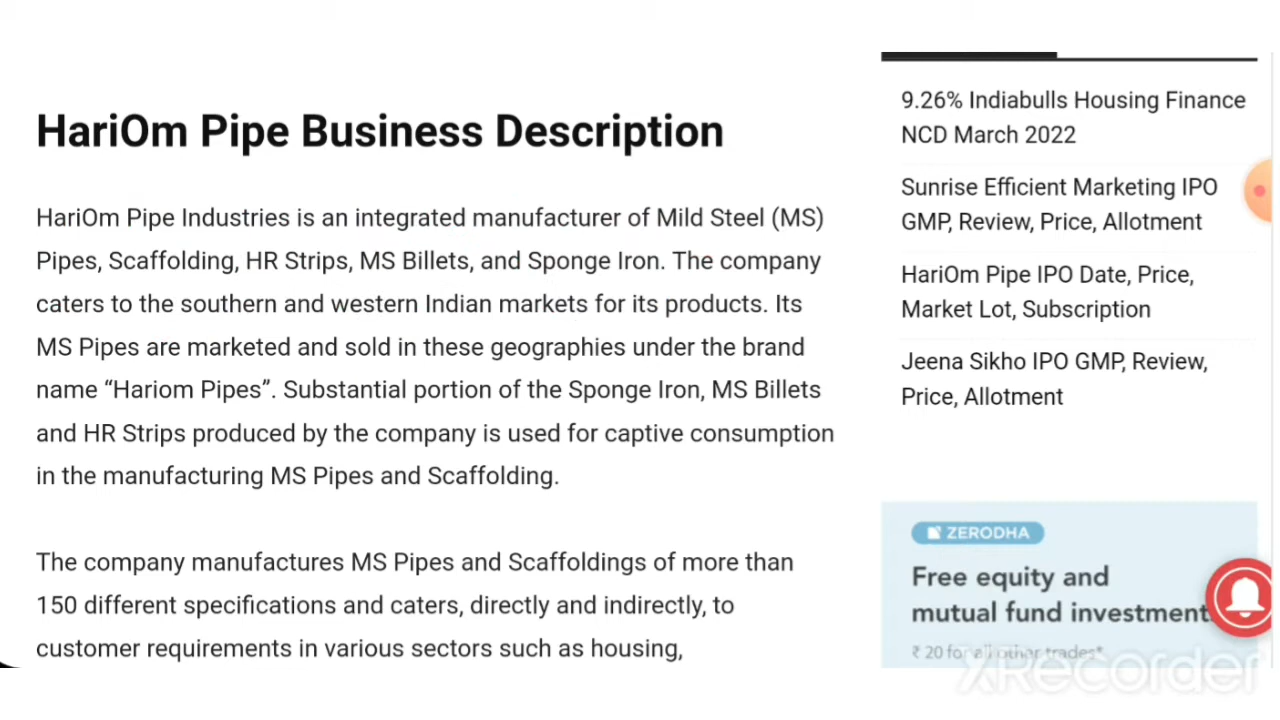 HariOm Pipe Business Description
HariOm Pipe Industries is an integrated manufacturer of Mild Steel (MS)
Pipes, Scaffolding, HR Strips, MS Billets, and Sponge Iron. The company
caters to the southern and western Indian markets for its products. Its
MS Pipes are marketed and sold in these geographies under the brand
name “Hariom Pipes”. Substantial portion of the Sponge Iron, MS Billets
and HR Strips produced by the company is used for captive consumption
in the manufacturing MS Pipes and Scaffolding.
The company manufactures MS Pipes and Scaffoldings of more than
150 different specifications and caters, directly and indirectly, to
customer requirements in various sectors such as housing,
9.26% Indiabulls Housing Finance
NCD March 2022
Sunrise Efficient Marketing IPO
GMP, Review, Price, Allotment
HariOm Pipe IPO Date, Price,
Market Lot, Subscription
Jeena Sikho IPO GMP, Review,
Price, Allotment
ZERODHA
Free equity and
mutual fund investment
₹ 20 for all other trades*
XRecorder